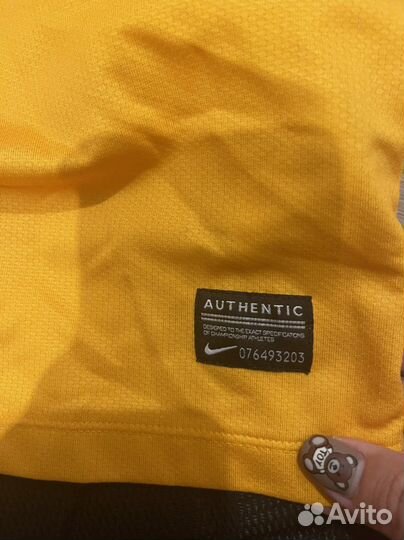 AUTHENTIC
DESIGNED TO THE EXACT SPECIFICATIONS
OF CHAMPIONSHIP ATHLETES
076493203
Avito